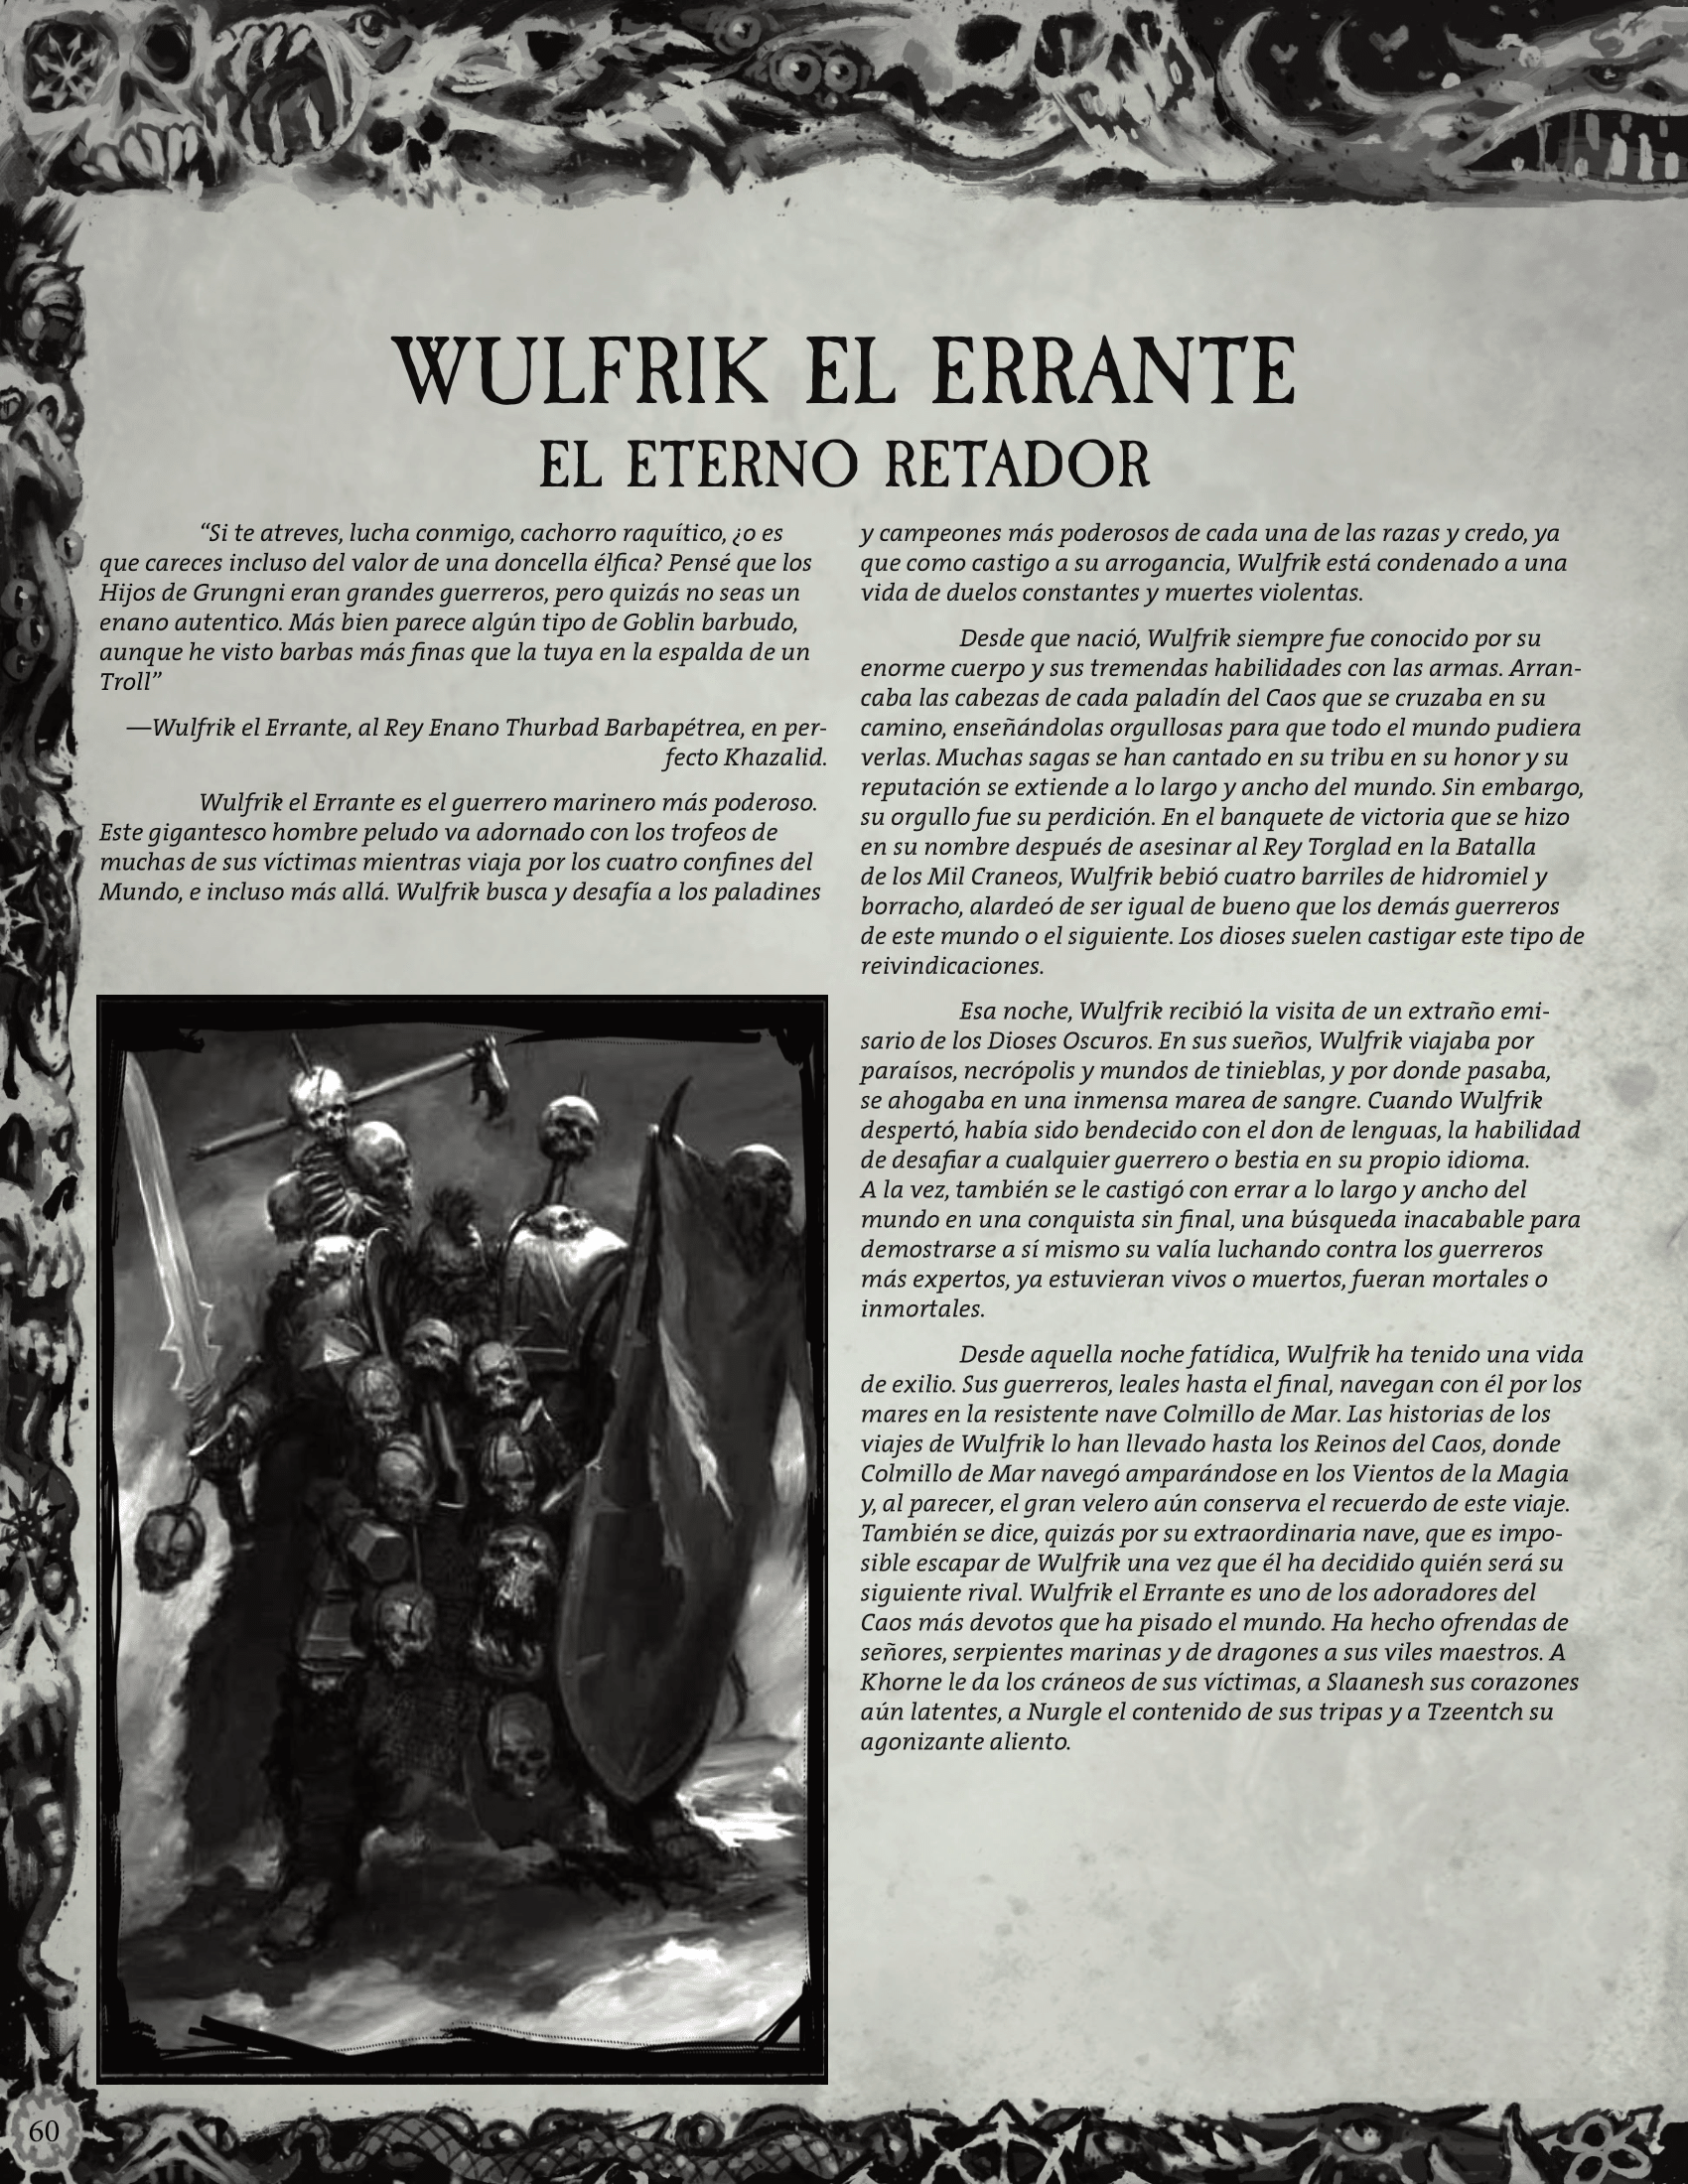 WULFRIK EL ERRANTE
EL ETERNO RETADOR
“Si te atreves, lucha conmigo, cachorro raquítico, ¿o es
que careces incluso del valor de una doncella élfica? Pensé que los
Hijos de Grungni eran grandes guerreros, pero quizás no seas un
enano autentico. Más bien parece algún tipo de Goblin barbudo,
aunque he visto barbas más finas que la tuya en la espalda de un
Troll”
—Wulfrik el Errante, al Rey Enano Thurbad Barbapétrea, en per-
fecto Khazalid.
Wulfrik el Errante es el guerrero marinero más poderoso.
Este gigantesco hombre peludo va adornado con los trofeos de
muchas de sus víctimas mientras viaja por los cuatro confines del
Mundo, e incluso más allá. Wulfrik busca y desafía a los paladines
y campeones más poderosos de cada una de las razas y credo, ya
que como castigo a su arrogancia, Wulfrik está condenado a una
vida de duelos constantes y muertes violentas.
Desde que nació, Wulfrik siempre fue conocido por su
enorme cuerpo y sus tremendas habilidades con las armas. Arran-
caba las cabezas de cada paladín del Caos que se cruzaba en su
camino, enseñándolas orgullosas para que todo el mundo pudiera
verlas. Muchas sagas se han cantado en su tribu en su honor y su
reputación se extiende a lo largo y ancho del mundo. Sin embargo,
su orgullo fue su perdición. En el banquete de victoria que se hizo
en su nombre después de asesinar al Rey Torglad en la Batalla
de los Mil Craneos, Wulfrik bebió cuatro barriles de hidromiel y
borracho, alardeó de ser igual de bueno que los demás guerreros
de este mundo o el siguiente. Los dioses suelen castigar este tipo de
reivindicaciones.
Esa noche, Wulfrik recibió la visita de un extraño emi-
sario de los Dioses Oscuros. En sus sueños, Wulfrik viajaba por
paraísos, necrópolis y mundos de tinieblas, y por donde pasaba,
se ahogaba en una inmensa marea de sangre. Cuando Wulfrik
despertó, había sido bendecido con el don de lenguas, la habilidad
de desafiar a cualquier guerrero o bestia en su propio idioma.
A la vez, también se le castigó con errar a lo largo y ancho del
mundo en una conquista sin final, una búsqueda inacabable para
demostrarse a sí mismo su valía luchando contra los guerreros
más expertos, ya estuvieran vivos o muertos, fueran mortales o
inmortales.
Desde aquella noche fatídica, Wulfrik ha tenido una vida
de exilio. Sus guerreros, leales hasta el final, navegan con él por los
mares en la resistente nave Colmillo de Mar. Las historias de los
viajes de Wulfrik lo han llevado hasta los Reinos del Caos, donde
Colmillo de Mar navegó amparándose en los Vientos de la Magia
y, al parecer, el gran velero aún conserva el recuerdo de este viaje.
También se dice, quizás por su extraordinaria nave, que es impo-
sible escapar de Wulfrik una vez que él ha decidido quién será su
siguiente rival. Wulfrik el Errante es uno de los adoradores del
Caos más devotos que ha pisado el mundo. Ha hecho ofrendas de
señores, serpientes marinas y de dragones a sus viles maestros. A
Khorne le da los cráneos de sus víctimas, a Slaanesh sus corazones
aún latentes, a Nurgle el contenido de sus tripas y a Tzeentch su
agonizante aliento.
60